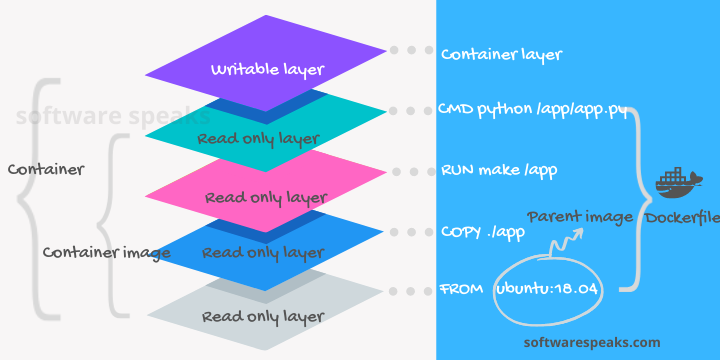 Writable layer
Container layer
software speaks
CMD python /app/app.py
Read only layer
Container
RUN make /app
Read only layer
Parent image
Dockerfile
COPY ./app
Container image
Read only layer
FROM ubuntu:18.04
Read only layer
softwarespeaks.com